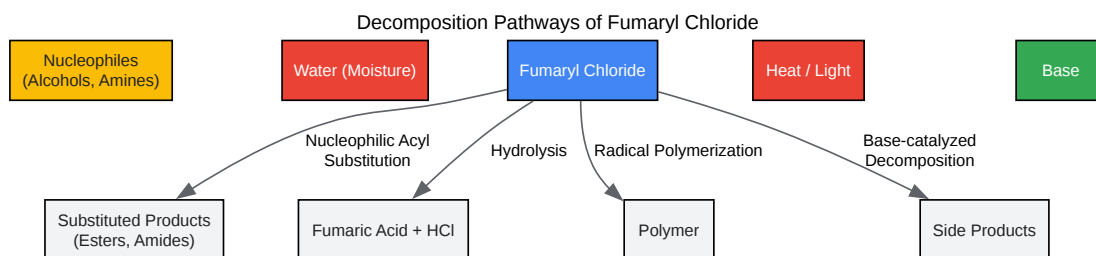 Decomposition Pathways of Fumaryl Chloride
Nucleophiles
(Alcohols, Amines)
Water (Moisture)
Fumaryl Chloride
Heat / Light
Base
Nucleophilic Acyl
Substitution
Hydrolysis
Radical Polymerization
Base-catalyzed
Decomposition
Substituted Products
(Esters, Amides)
Fumaric Acid + HCl
Polymer
Side Products